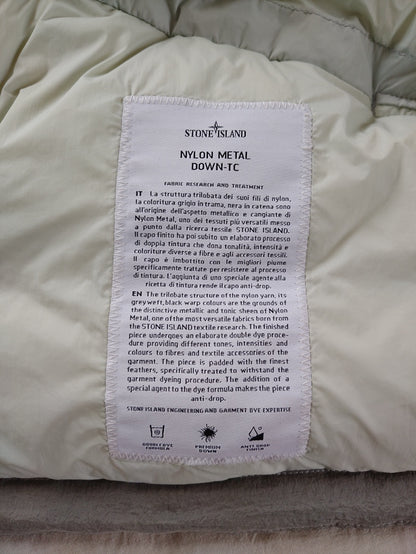 STONE ISLAND
NYLON METAL
DOWN-TC
FABRIC RESEARCH AND TREATMENT
IT La struttura trilobata dei suoi fili di nylon,
la coloritura grigio in trama, nera in catena sono
all'origine dell'aspetto metallico e cangiante di
Nylon Metal, uno dei tessuti più versatili messo
a punto dalla ricerca tessile STONE ISLAND.
Il capo finito ha poi subito un elaborato processo
di doppia tintura che dona tonalità, intensità e
coloriture diverse a fibre e agli accessori tessili.
Il capo è imbottito con le migliori piume
specificamente trattate per resistere al processo
di tintura. L'aggiunta di uno speciale agente alla
ricetta di tintura rende il capo anti-drop.
EN The trilobate structure of the nylon yarn, its
grey weft, black warp colours are the grounds of
the distinctive metallic and tonic sheen of Nylon
Metal, one of the most versatile fabrics born from
the STONE ISLAND textile research. The finished
piece undergoes an elaborate double dye proce-
dure providing different tones, intensities and
colours to fibres and textile accessories of the
garment. The piece is padded with the finest
feathers, specifically treated to withstand the
garment dyeing procedure. The addition of a
special agent to the dye formula makes the piece
anti-drop.
STONE ISLAND ENGINEERING AND GARMENT DYE EXPERTISE
DOUBLE DYE
FORMULA
PREMIUM
DOWN
ANTI DROP
FINISH